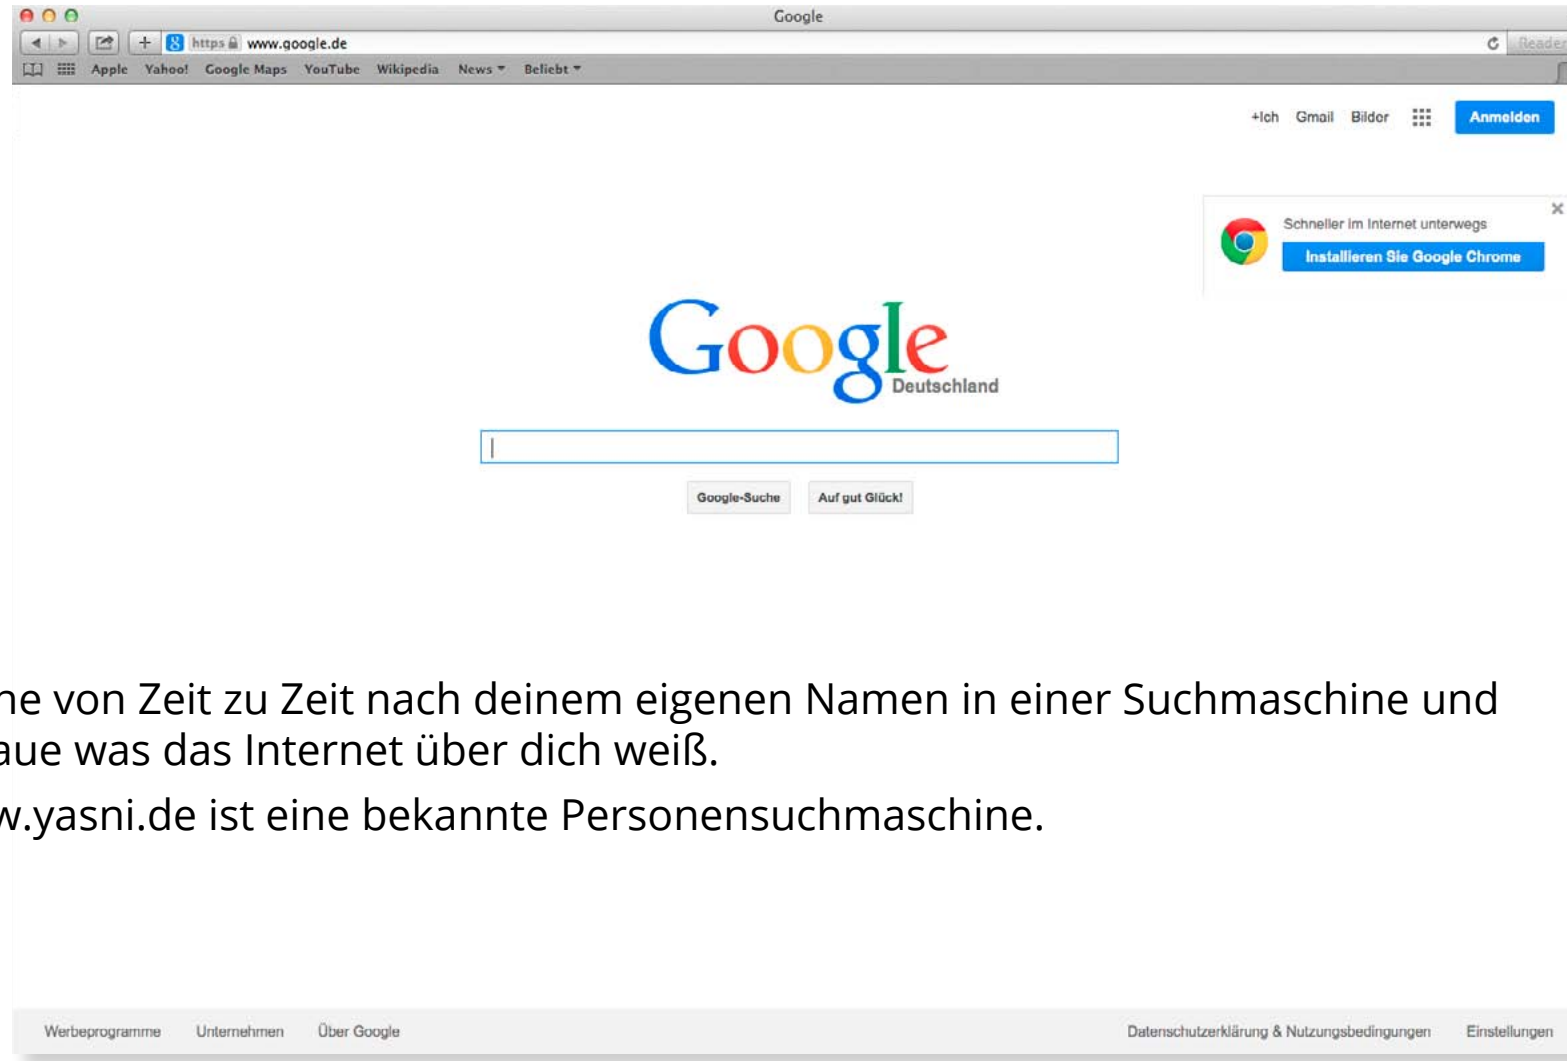 Google
https www.google.de Reader
Apple Yahoo! Google Maps YouTube Wikipedia News Beliebt
+Ich Gmail Bilder Anmelden
Schneller im Internet unterwegs
Installieren Sie Google Chrome
Google
Deutschland
Google-Suche Auf gut Glück!
he von Zeit zu Zeit nach deinem eigenen Namen in einer Suchmaschine und
aue was das Internet über dich weiß.
w.yasni.de ist eine bekannte Personensuchmaschine.
Werbeprogramme Unternehmen Über Google Datenschutzerklärung & Nutzungsbedingungen Einstellungen